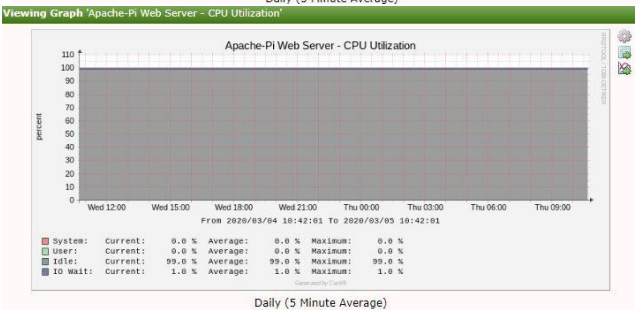 Daily (5 Minute Average)
Viewing Graph 'Apache-Pi Web Server - CPU Utilization'
Apache-Pi Web Server - CPU Utilization
RRDTOOL / TOBI OETIKER
percent
110
100
90
80
70
60
50
40
30
20
10
0
Wed 12:00 Wed 15:00 Wed 18:00 Wed 21:00 Thu 00:00 Thu 03:00 Thu 06:00 Thu 09:00
From 2020/03/04 10:42:01 To 2020/03/05 10:42:01
System: Current: 0.0 % Average: 0.0 % Maximum: 0.0 %
User: Current: 0.0 % Average: 0.0 % Maximum: 0.0 %
Idle: Current: 99.0 % Average: 99.0 % Maximum: 99.0 %
IO Wait: Current: 1.0 % Average: 1.0 % Maximum: 1.0 %
Generated by Cacti®
Daily (5 Minute Average)